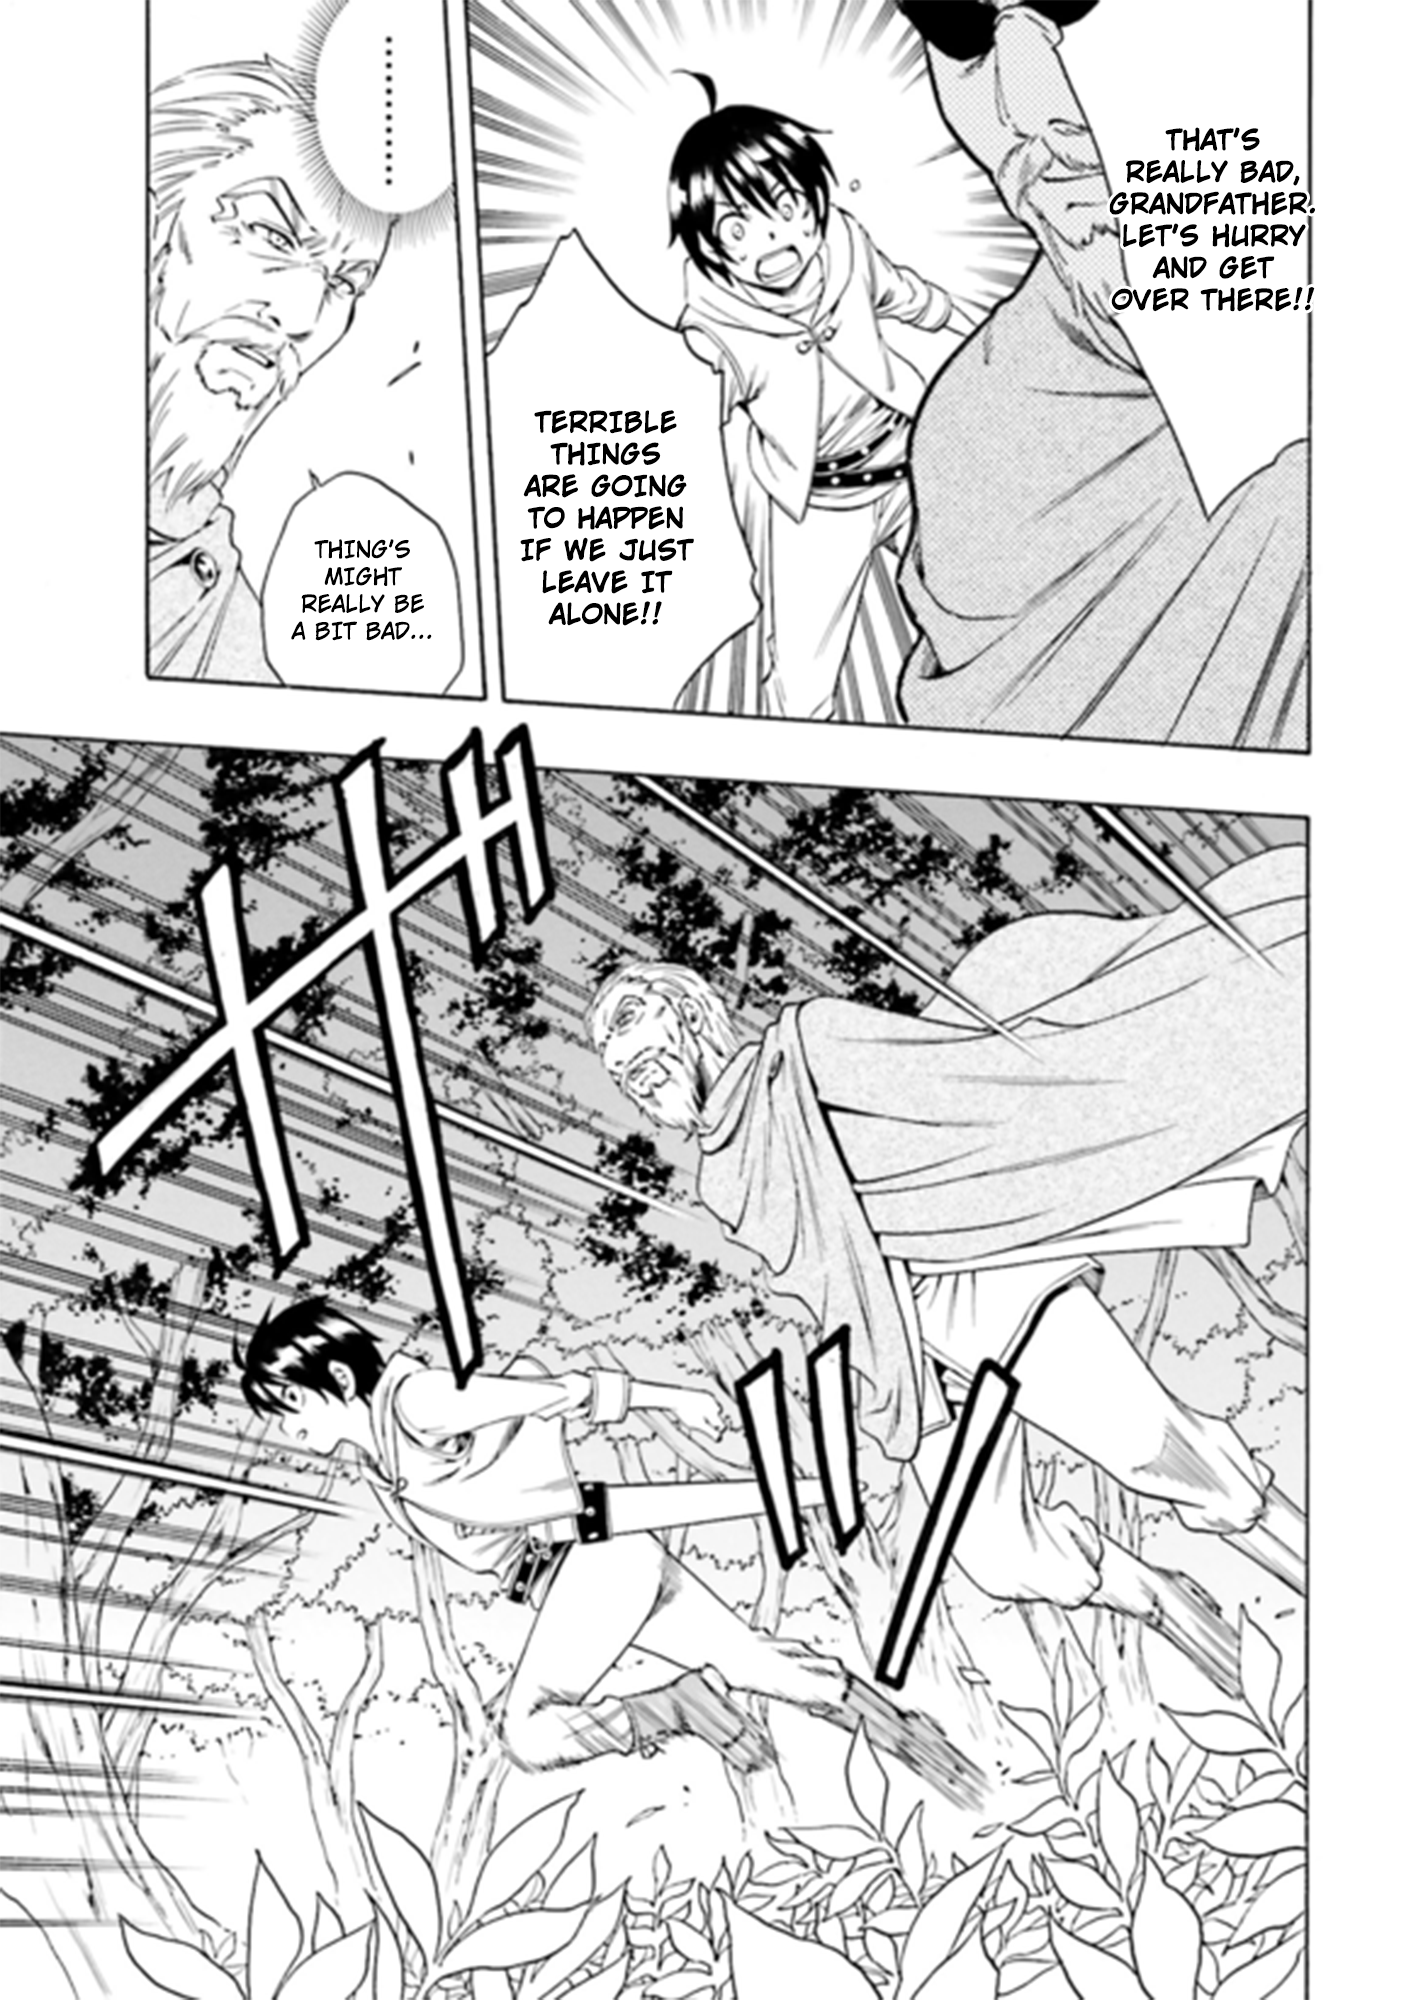 THAT'S
REALLY BAD,
GRANDFATHER.
LET'S HURRY
AND GET
OVER THERE!!
TERRIBLE
THINGS
ARE GOING
TO HAPPEN
IF WE JUST
LEAVE IT
ALONE!!
.........
THING'S
MIGHT
REALLY BE
A BIT BAD...